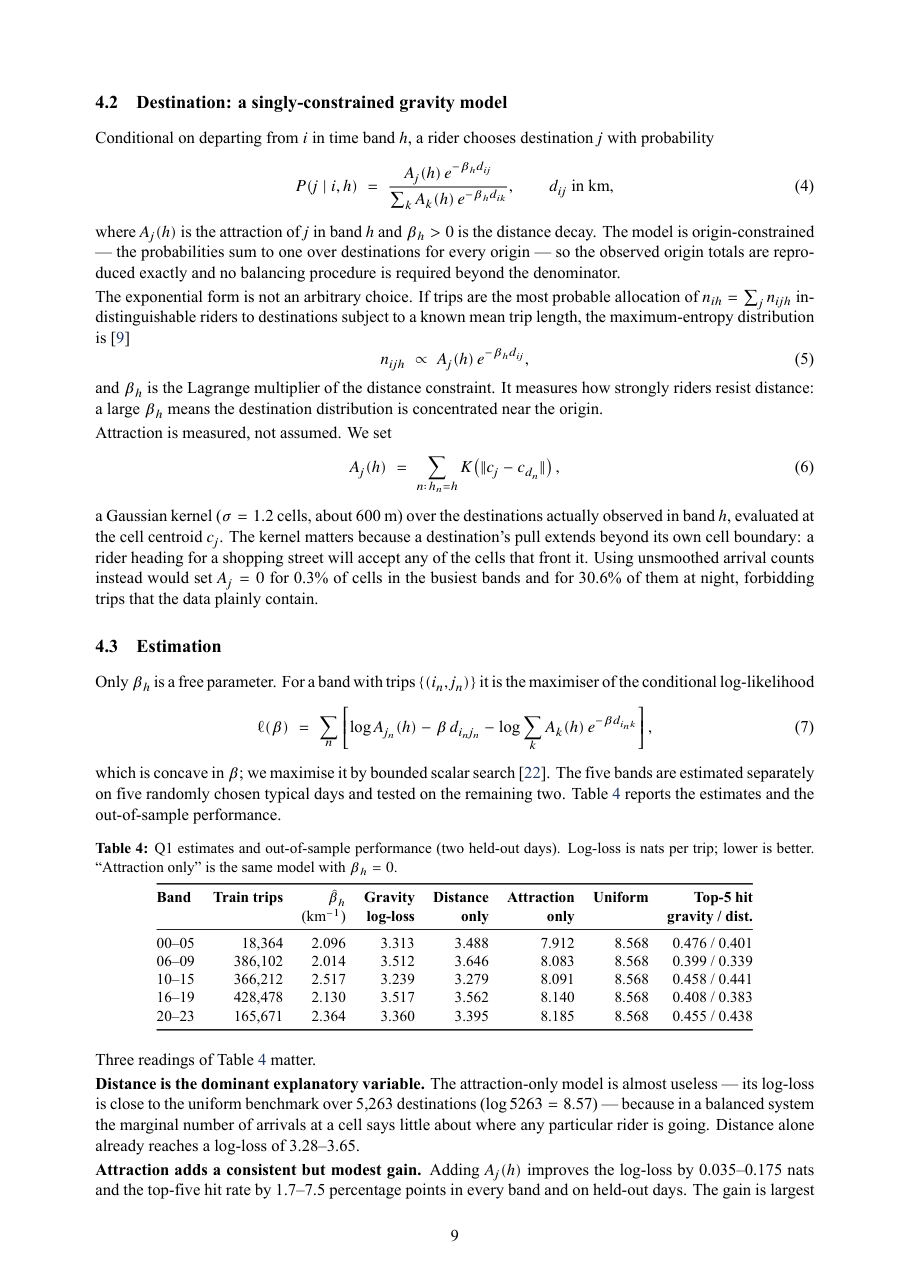 4.2 Destination: a singly-constrained gravity model
Conditional on departing from i in time band h, a rider chooses destination j with probability
P(j | i, h) = A_j(h) e^{−β_h d_{ij}} / ∑_k A_k(h) e^{−β_h d_{ik}}, d_{ij} in km, (4)
where A_j(h) is the attraction of j in band h and β_h > 0 is the distance decay. The model is origin-constrained
— the probabilities sum to one over destinations for every origin — so the observed origin totals are repro-
duced exactly and no balancing procedure is required beyond the denominator.
The exponential form is not an arbitrary choice. If trips are the most probable allocation of n_{ih} = ∑_j n_{ijh} in-
distinguishable riders to destinations subject to a known mean trip length, the maximum-entropy distribution
is [9]
n_{ijh} ∝ A_j(h) e^{−β_h d_{ij}}, (5)
and β_h is the Lagrange multiplier of the distance constraint. It measures how strongly riders resist distance:
a large β_h means the destination distribution is concentrated near the origin.
Attraction is measured, not assumed. We set
A_j(h) = ∑_{n: h_n=h} K(‖c_j − c_{d_n}‖), (6)
a Gaussian kernel (σ = 1.2 cells, about 600 m) over the destinations actually observed in band h, evaluated at
the cell centroid c_j. The kernel matters because a destination's pull extends beyond its own cell boundary: a
rider heading for a shopping street will accept any of the cells that front it. Using unsmoothed arrival counts
instead would set A_j = 0 for 0.3% of cells in the busiest bands and for 30.6% of them at night, forbidding
trips that the data plainly contain.
4.3 Estimation
Only β_h is a free parameter. For a band with trips {(i_n, j_n)} it is the maximiser of the conditional log-likelihood
ℓ(β) = ∑_n [log A_{j_n}(h) − β d_{i_n j_n} − log ∑_k A_k(h) e^{−β d_{i_n k}}], (7)
which is concave in β; we maximise it by bounded scalar search [22]. The five bands are estimated separately
on five randomly chosen typical days and tested on the remaining two. Table 4 reports the estimates and the
out-of-sample performance.
Table 4: Q1 estimates and out-of-sample performance (two held-out days). Log-loss is nats per trip; lower is better.
“Attraction only” is the same model with β_h = 0.
Band Train trips β̂_h Gravity Distance Attraction Uniform Top-5 hit
(km⁻¹) log-loss only only gravity / dist.
00–05 18,364 2.096 3.313 3.488 7.912 8.568 0.476 / 0.401
06–09 386,102 2.014 3.512 3.646 8.083 8.568 0.399 / 0.339
10–15 366,212 2.517 3.239 3.279 8.091 8.568 0.458 / 0.441
16–19 428,478 2.130 3.517 3.562 8.140 8.568 0.408 / 0.383
20–23 165,671 2.364 3.360 3.395 8.185 8.568 0.455 / 0.438
Three readings of Table 4 matter.
Distance is the dominant explanatory variable. The attraction-only model is almost useless — its log-loss
is close to the uniform benchmark over 5,263 destinations (log 5263 = 8.57) — because in a balanced system
the marginal number of arrivals at a cell says little about where any particular rider is going. Distance alone
already reaches a log-loss of 3.28–3.65.
Attraction adds a consistent but modest gain. Adding A_j(h) improves the log-loss by 0.035–0.175 nats
and the top-five hit rate by 1.7–7.5 percentage points in every band and on held-out days. The gain is largest
9